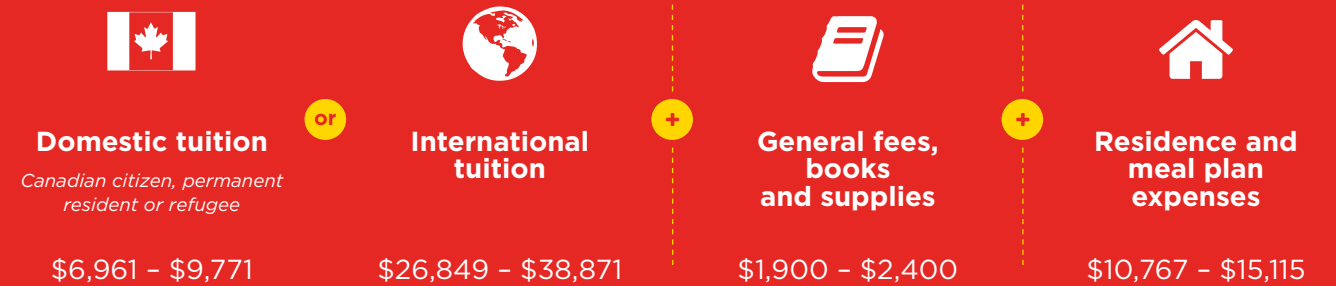 Domestic tuition
Canadian citizen, permanent
resident or refugee
$6,961 – $9,771
or
International
tuition
$26,849 – $38,871
+
General fees,
books
and supplies
$1,900 – $2,400
+
Residence and
meal plan
expenses
$10,767 – $15,115